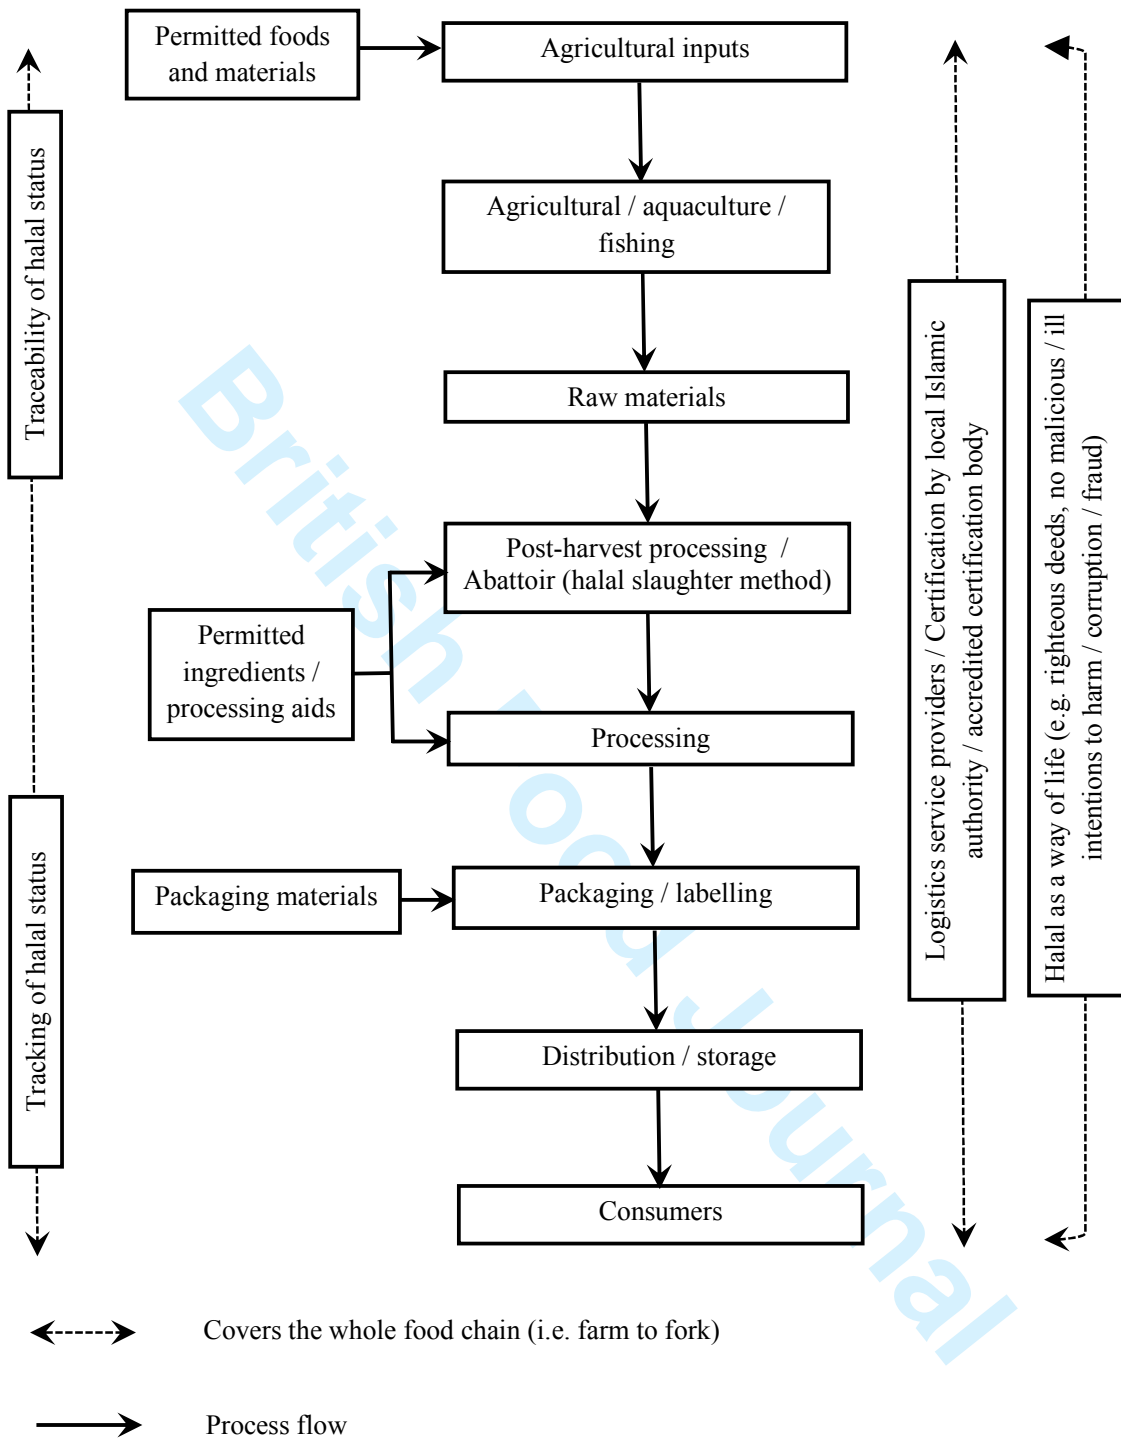 Permitted foods
and materials
Agricultural inputs
Agricultural / aquaculture /
fishing
Raw materials
Post-harvest processing /
Abattoir (halal slaughter method)
Permitted
ingredients /
processing aids
Processing
Packaging materials
Packaging / labelling
Distribution / storage
Consumers
Traceability of halal status
Tracking of halal status
Logistics service providers / Certification by local Islamic
authority / accredited certification body
Halal as a way of life (e.g. righteous deeds, no malicious / ill
intentions to harm / corruption / fraud)
British Food Journal
Covers the whole food chain (i.e. farm to fork)
Process flow